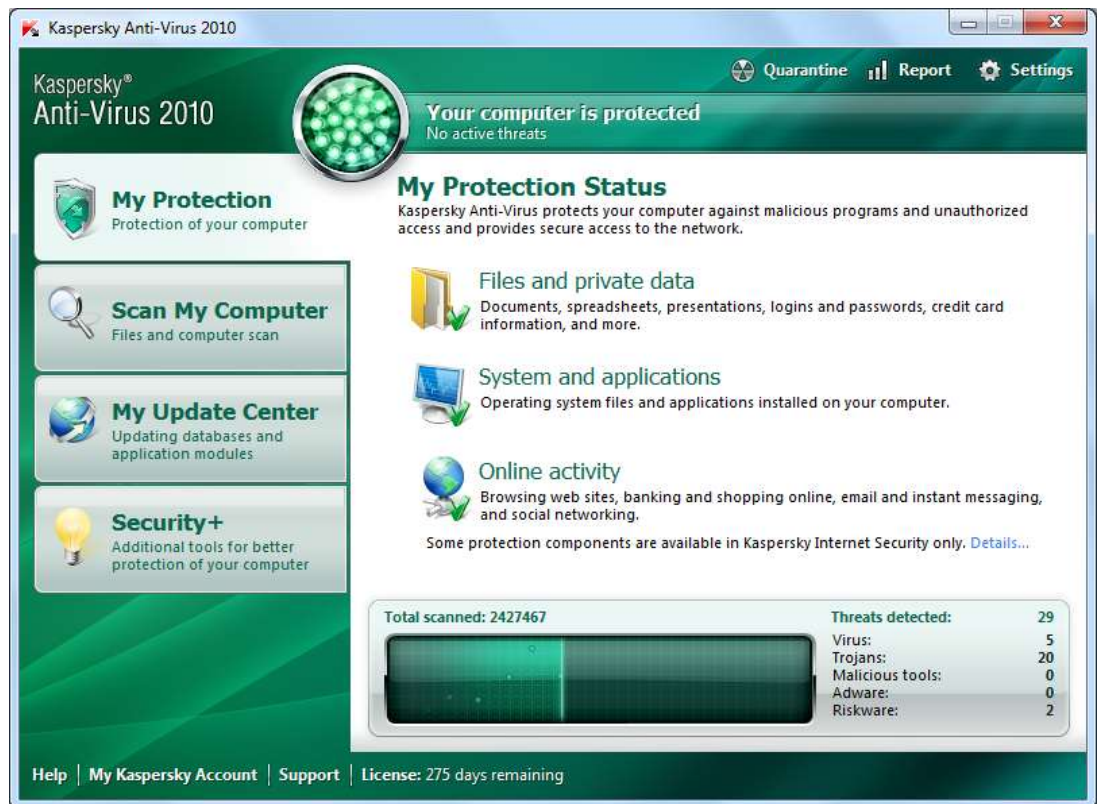 Kaspersky Anti-Virus 2010
Kaspersky®
Anti-Virus 2010
Quarantine Report Settings
Your computer is protected
No active threats
My Protection
Protection of your computer
Scan My Computer
Files and computer scan
My Update Center
Updating databases and
application modules
Security+
Additional tools for better
protection of your computer
My Protection Status
Kaspersky Anti-Virus protects your computer against malicious programs and unauthorized
access and provides secure access to the network.
Files and private data
Documents, spreadsheets, presentations, logins and passwords, credit card
information, and more.
System and applications
Operating system files and applications installed on your computer.
Online activity
Browsing web sites, banking and shopping online, email and instant messaging,
and social networking.
Some protection components are available in Kaspersky Internet Security only. Details...
Total scanned: 2427467
Threats detected: 29
Virus: 5
Trojans: 20
Malicious tools: 0
Adware: 0
Riskware: 2
Help | My Kaspersky Account | Support | License: 275 days remaining